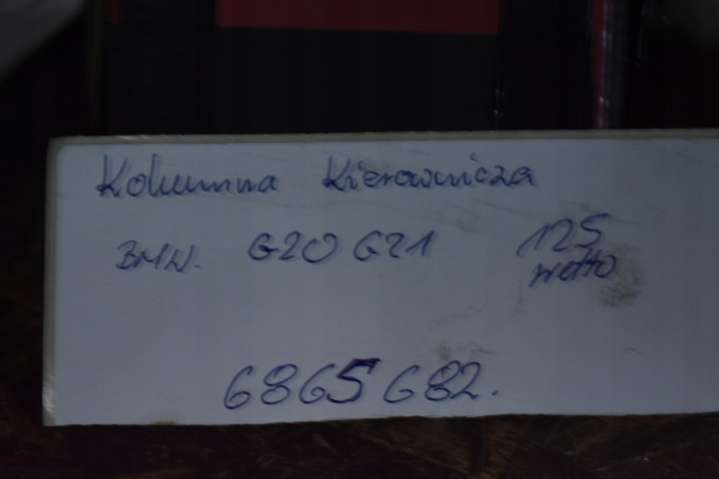 Kolumna Kierownicza
BMW. G20 G21 125 netto
6865682.